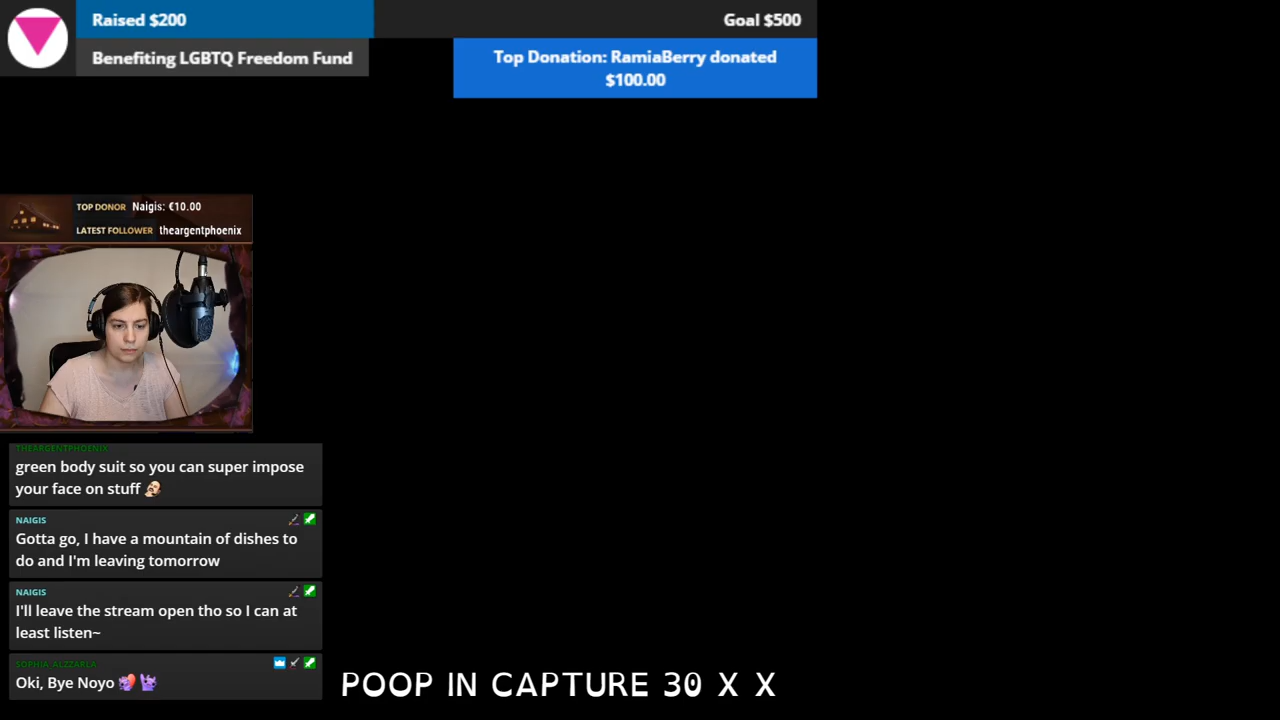 Raised $200
Goal $500
Benefiting LGBTQ Freedom Fund
Top Donation: RamiaBerry donated
$100.00
TOP DONOR Naigis: €10.00
LATEST FOLLOWER theargentphoenix
THEARGENTPHOENIX
green body suit so you can super impose
your face on stuff
NAIGIS
Gotta go, I have a mountain of dishes to
do and I'm leaving tomorrow
NAIGIS
I'll leave the stream open tho so I can at
least listen~
SOPHIA_ALZZARLA
Oki, Bye Noyo
POOP IN CAPTURE 30 X X